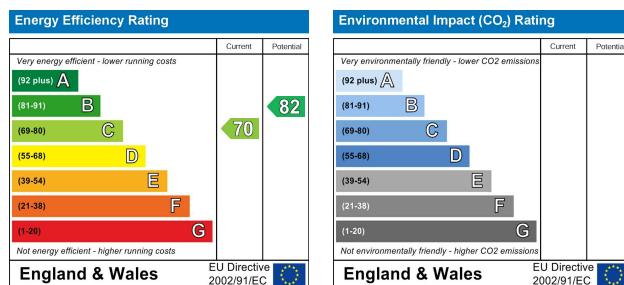 Energy Efficiency Rating
Current Potential
Very energy efficient - lower running costs
(92 plus) A
(81-91) B
82
(69-80) C
70
(55-68) D
(39-54) E
(21-38) F
(1-20) G
Not energy efficient - higher running costs
England & Wales
EU Directive
2002/91/EC
Environmental Impact (CO₂) Rating
Current Potential
Very environmentally friendly - lower CO2 emissions
(92 plus) A
(81-91) B
(69-80) C
(55-68) D
(39-54) E
(21-38) F
(1-20) G
Not environmentally friendly - higher CO2 emissions
England & Wales
EU Directive
2002/91/EC